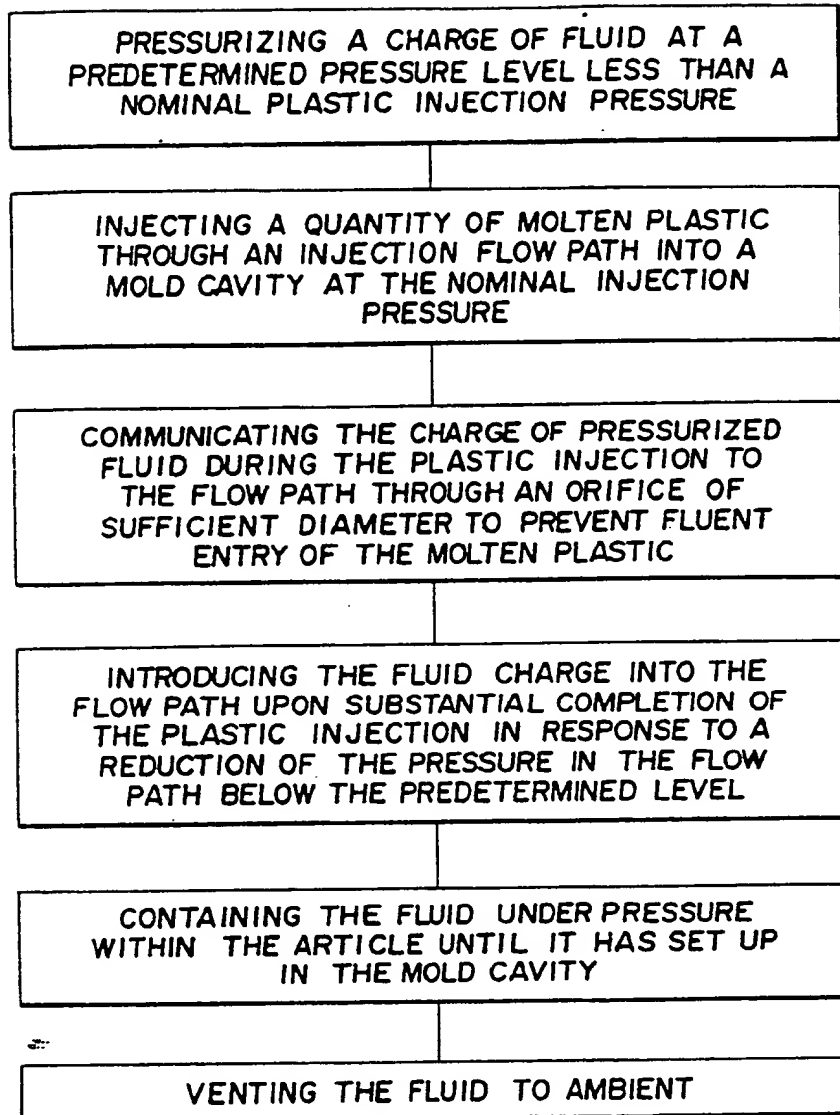 PRESSURIZING A CHARGE OF FLUID AT A
PREDETERMINED PRESSURE LEVEL LESS THAN A
NOMINAL PLASTIC INJECTION PRESSURE
INJECTING A QUANTITY OF MOLTEN PLASTIC
THROUGH AN INJECTION FLOW PATH INTO A
MOLD CAVITY AT THE NOMINAL INJECTION
PRESSURE
COMMUNICATING THE CHARGE OF PRESSURIZED
FLUID DURING THE PLASTIC INJECTION TO
THE FLOW PATH THROUGH AN ORIFICE OF
SUFFICIENT DIAMETER TO PREVENT FLUENT
ENTRY OF THE MOLTEN PLASTIC
INTRODUCING THE FLUID CHARGE INTO THE
FLOW PATH UPON SUBSTANTIAL COMPLETION OF
THE PLASTIC INJECTION IN RESPONSE TO A
REDUCTION OF THE PRESSURE IN THE FLOW
PATH BELOW THE PREDETERMINED LEVEL
CONTAINING THE FLUID UNDER PRESSURE
WITHIN THE ARTICLE UNTIL IT HAS SET UP
IN THE MOLD CAVITY
VENTING THE FLUID TO AMBIENT